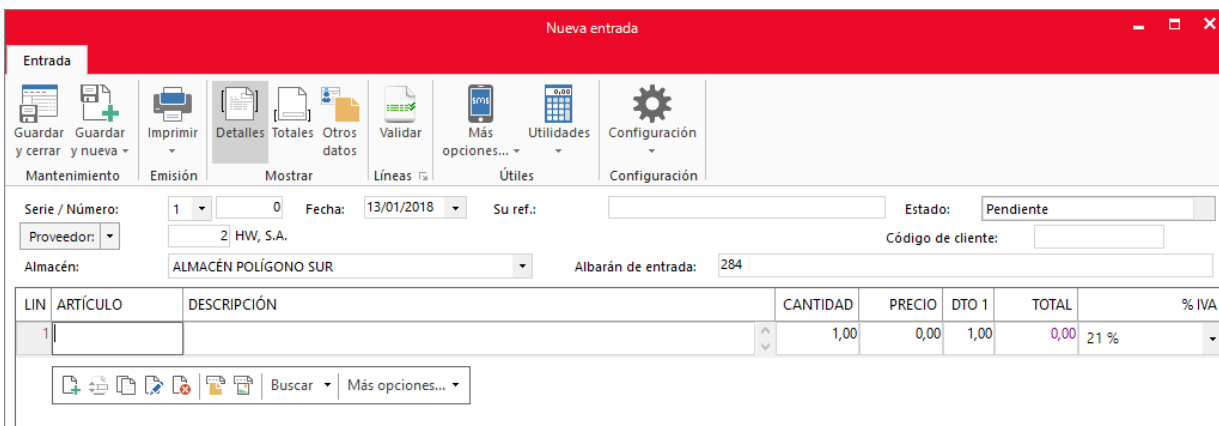 Nueva entrada
Entrada
Guardar y cerrar
Guardar y nueva
Imprimir
Detalles
Totales
Otros datos
Validar
sms
Más opciones...
0,00
Utilidades
Configuración
Mantenimiento
Emisión
Mostrar
Líneas
Útiles
Configuración
Serie / Número: 1 0 Fecha: 13/01/2018 Su ref.: Estado: Pendiente
Proveedor: 2 HW, S.A. Código de cliente:
Almacén: ALMACÉN POLÍGONO SUR Albarán de entrada: 284
LIN ARTÍCULO DESCRIPCIÓN CANTIDAD PRECIO DTO 1 TOTAL % IVA
1 1,00 0,00 1,00 0,00 21 %
Buscar Más opciones...